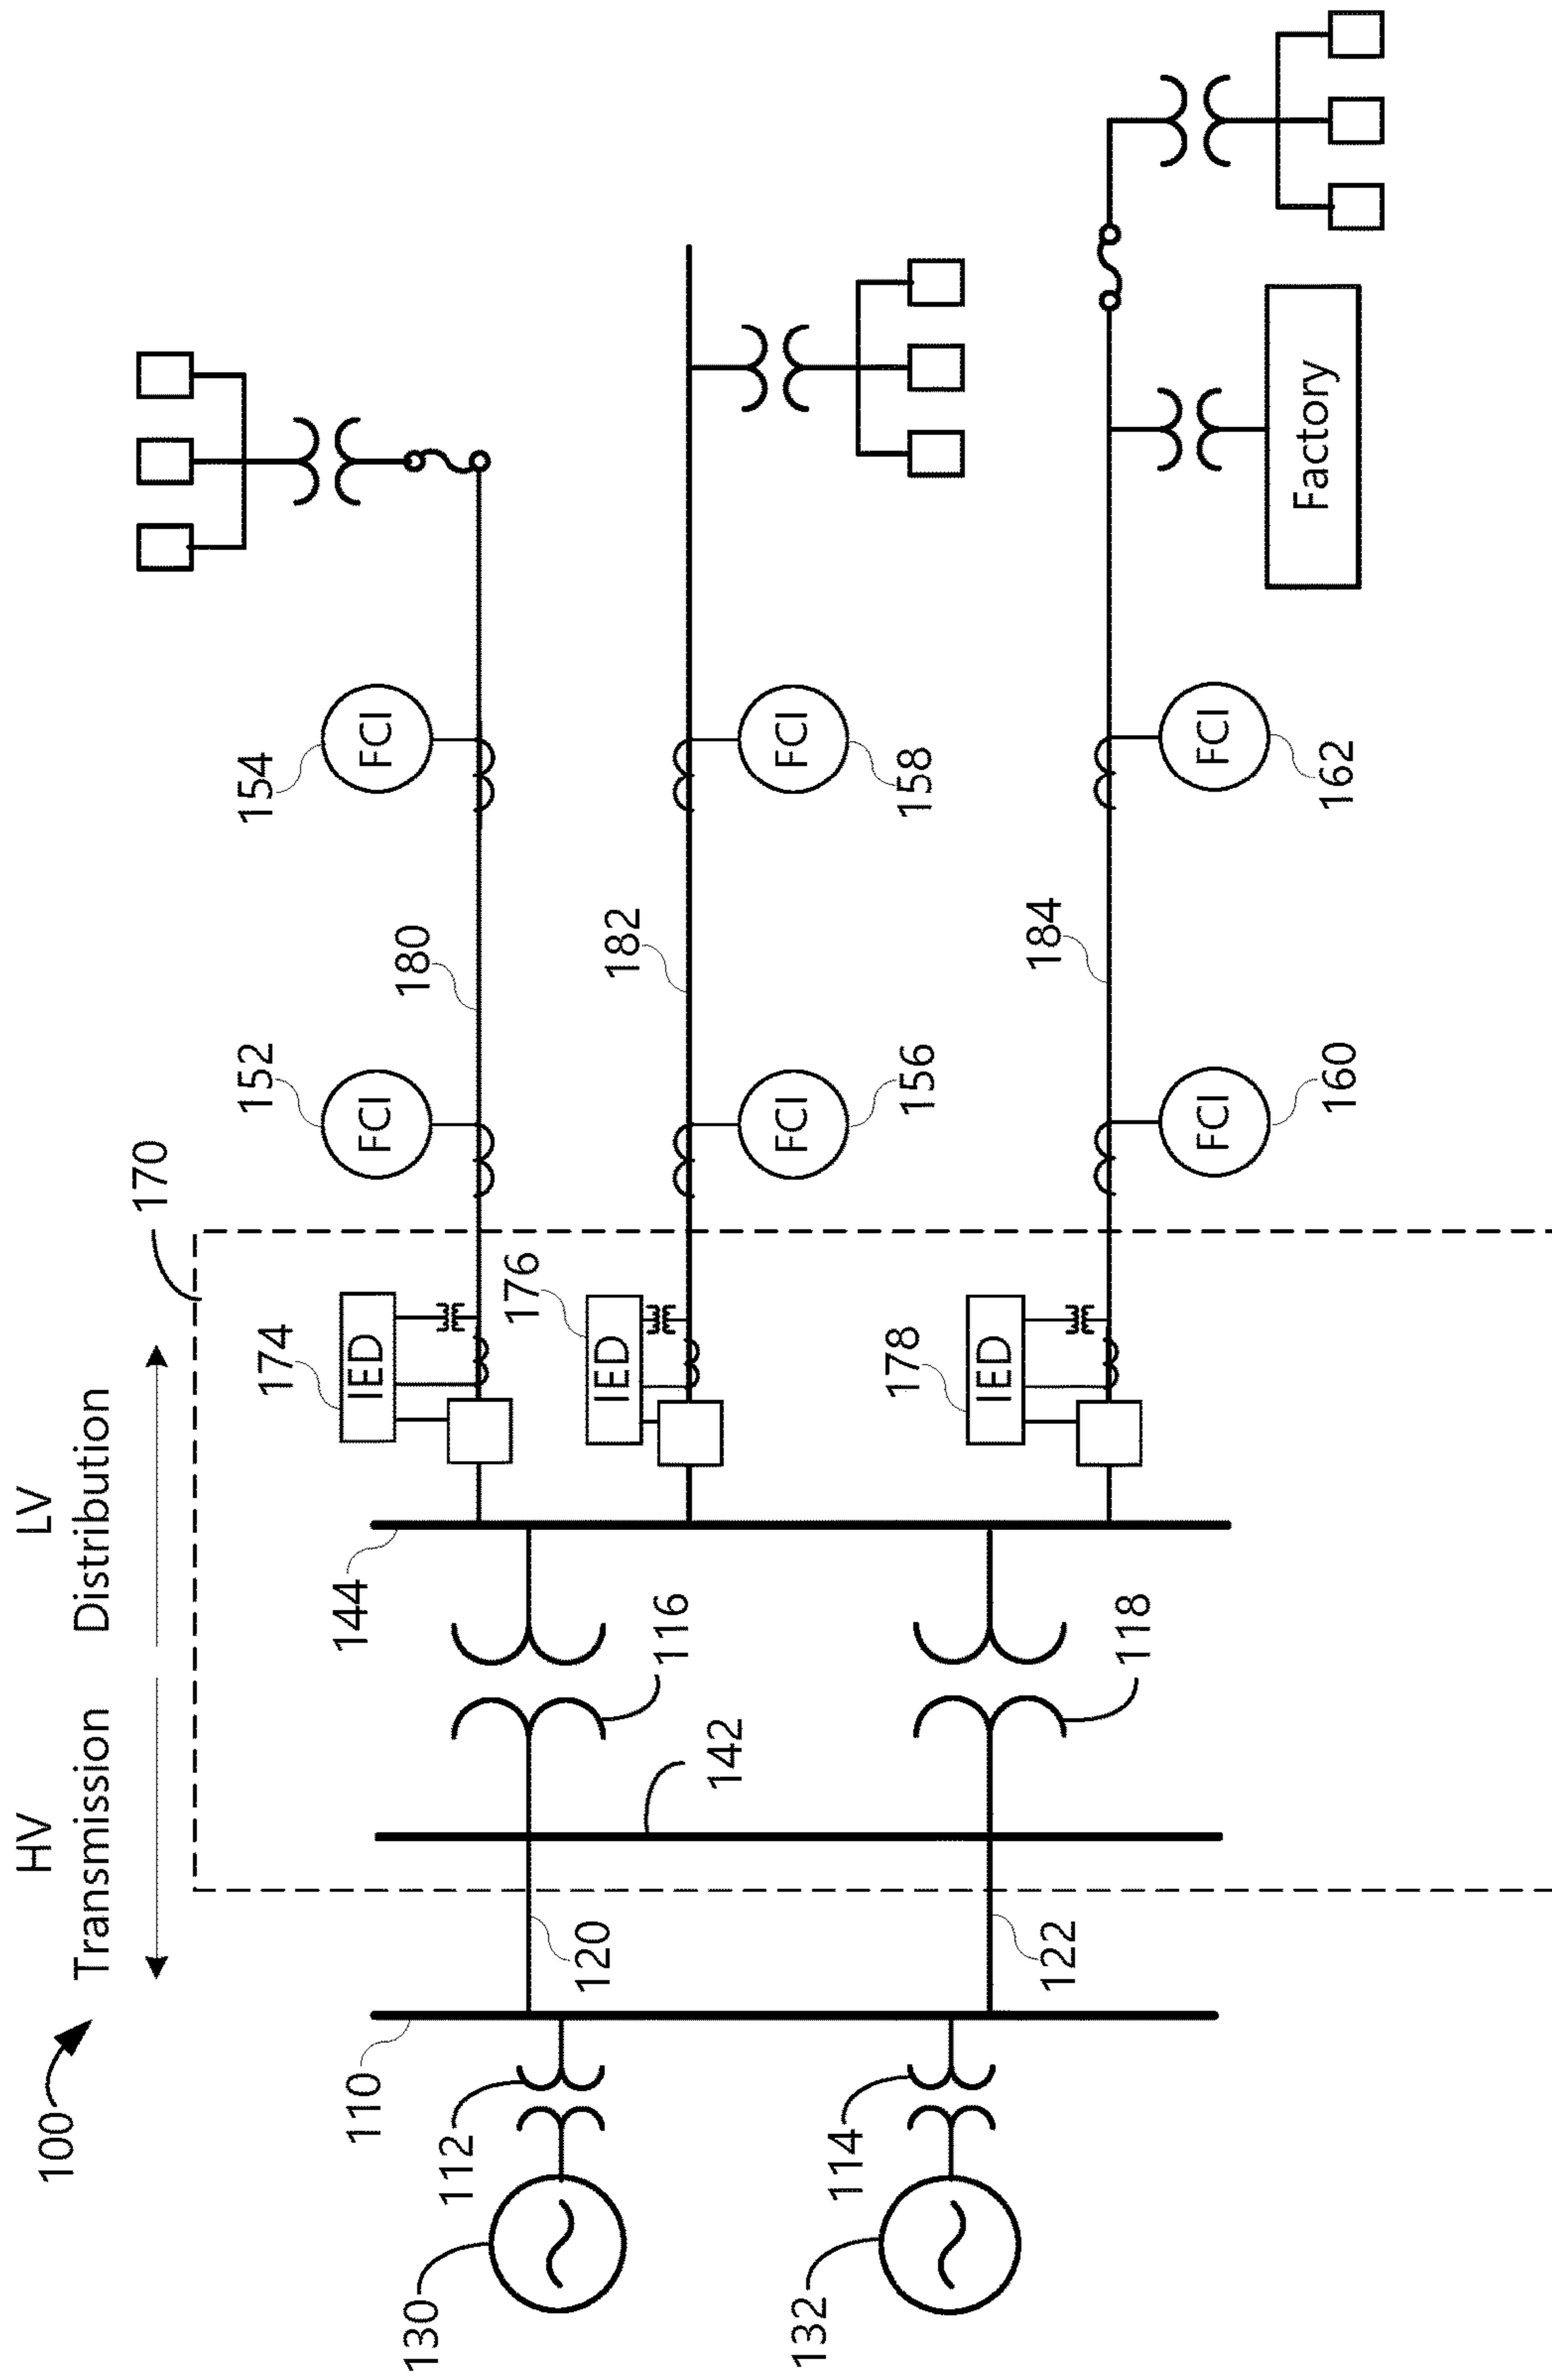 100
HV
Transmission
LV
Distribution
170
152
FCI
154
FCI
174
IED
180
176
IED
182
156
FCI
158
FCI
178
IED
184
160
FCI
162
FCI
Factory
130
112
110
120
144
116
142
132
114
122
118